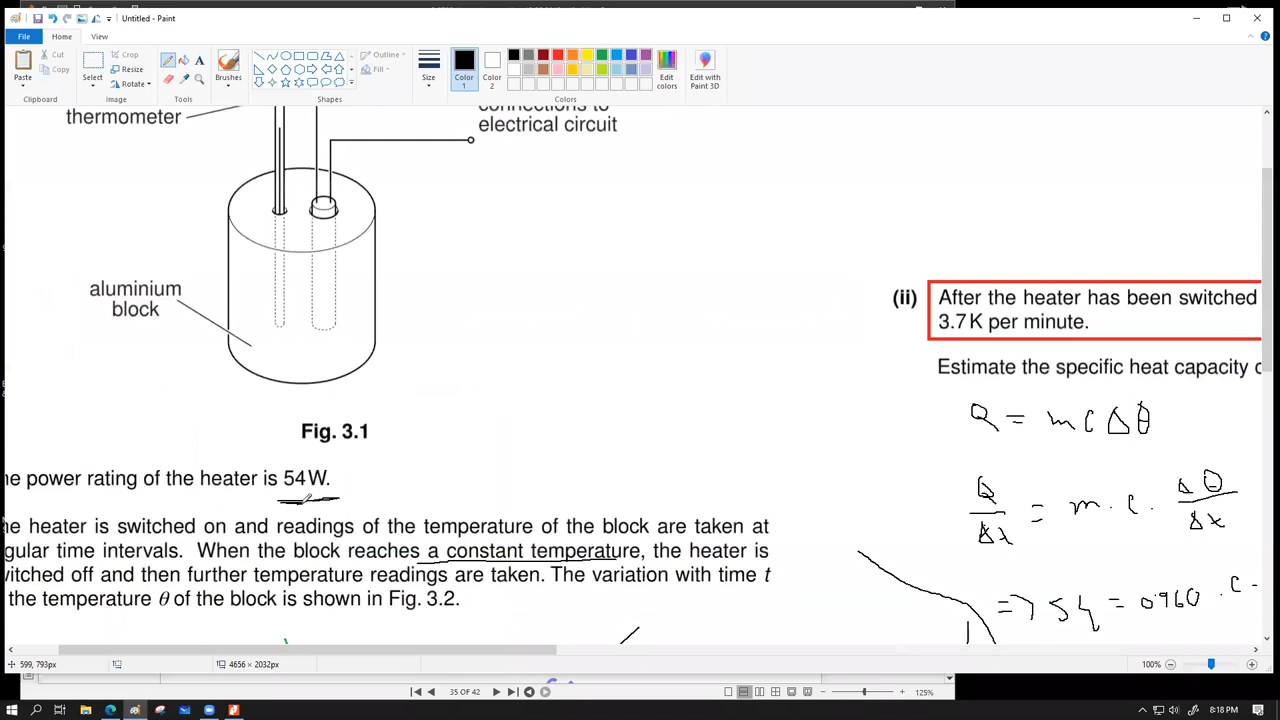 Untitled - Paint
File
Home
View
Paste
Cut
Copy
Clipboard
Select
Crop
Resize
Rotate
Image
Tools
Brushes
Shapes
Outline
Fill
Size
Color
1
Color
2
Colors
Edit
colors
Edit with
Paint 3D
thermometer
connections to
electrical circuit
aluminium
block
Fig. 3.1
(ii) After the heater has been switched
3.7K per minute.
Estimate the specific heat capacity
Q = mcΔθ
he power rating of the heater is 54W.
he heater is switched on and readings of the temperature of the block are taken at
gular time intervals. When the block reaches a constant temperature, the heater is
witched off and then further temperature readings are taken. The variation with time t
the temperature θ of the block is shown in Fig. 3.2.
Q/Δt = m.c. Δθ/Δt
=> 54 = 0.960 . c -
599, 793px
4656 × 2032px
100%
35 OF 42
125%
8:18 PM